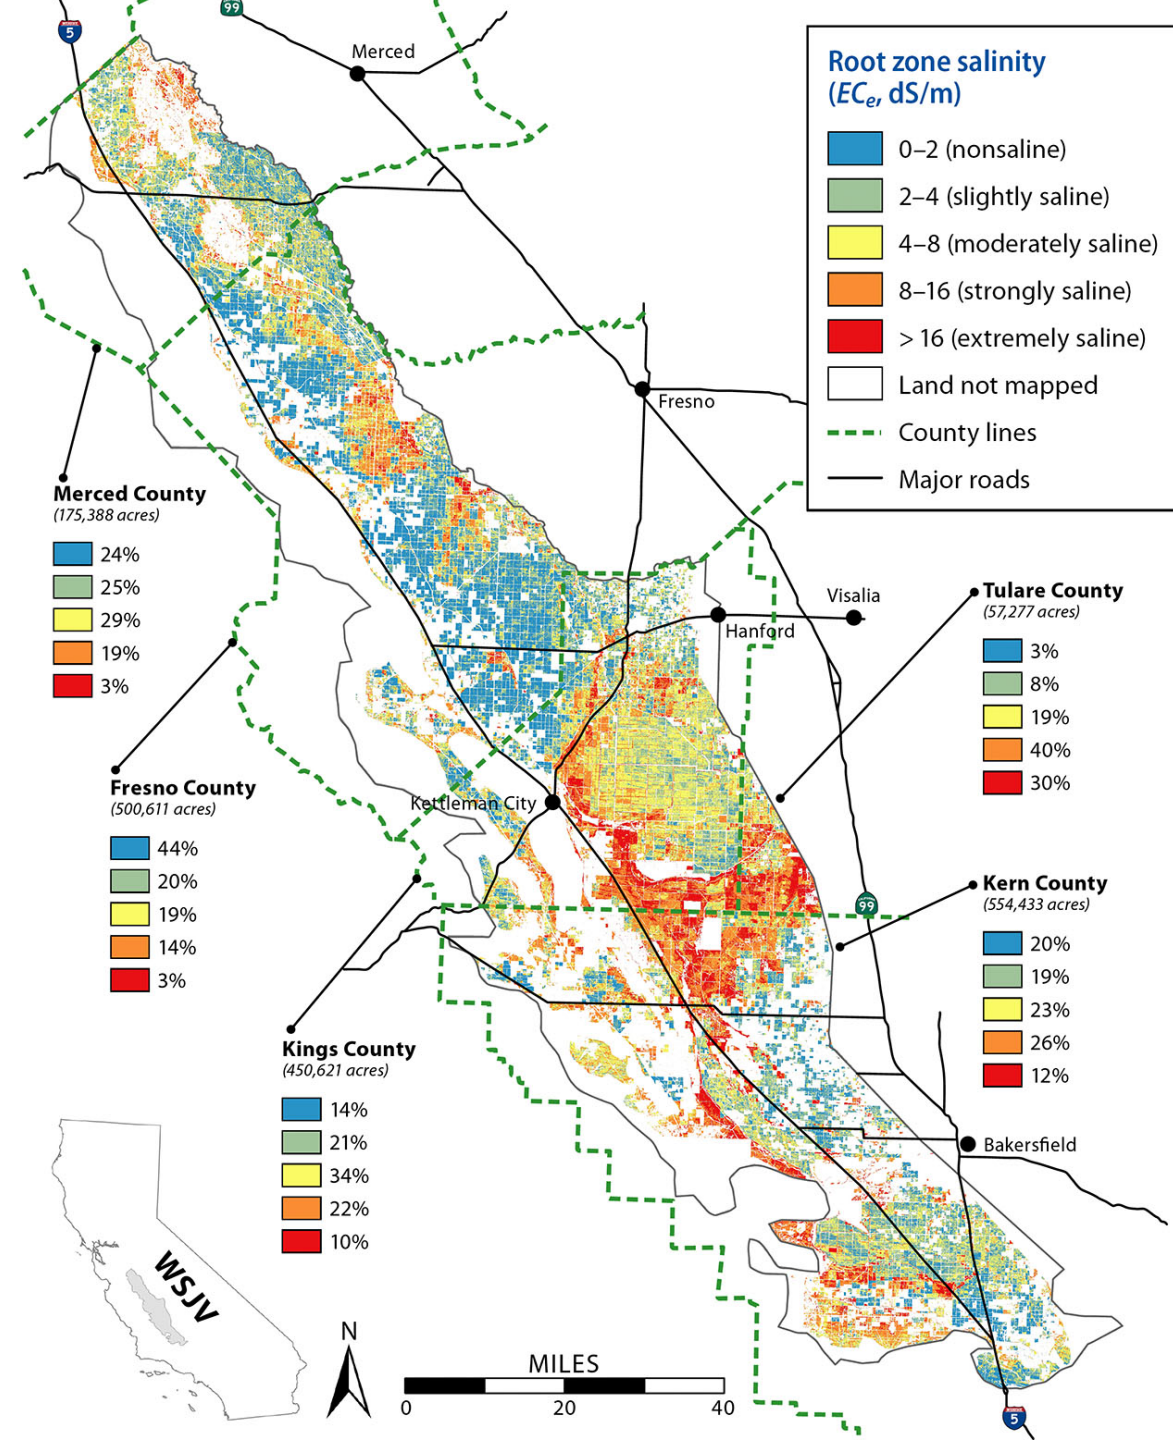 5
99
Merced
Root zone salinity
(ECe, dS/m)
0–2 (nonsaline)
2–4 (slightly saline)
4–8 (moderately saline)
8–16 (strongly saline)
> 16 (extremely saline)
Land not mapped
County lines
Major roads
Fresno
Merced County
(175,388 acres)
24%
25%
29%
19%
3%
Visalia
Hanford
Tulare County
(57,277 acres)
3%
8%
19%
40%
30%
Fresno County
(500,611 acres)
44%
20%
19%
14%
3%
Kettleman City
99
Kern County
(554,433 acres)
20%
19%
23%
26%
12%
Kings County
(450,621 acres)
14%
21%
34%
22%
10%
Bakersfield
WSJV
N
MILES
0 20 40
5